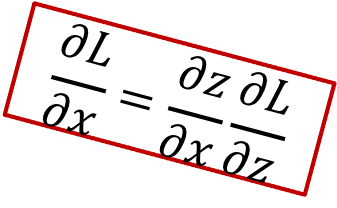 ∂L/∂x = ∂z/∂x ∂L/∂z